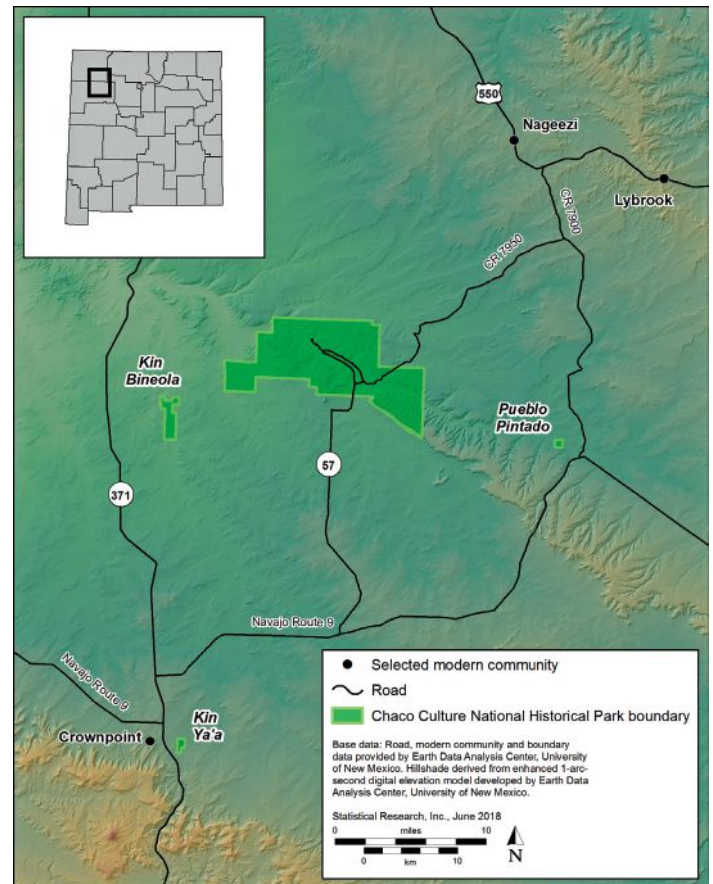 550
Nageezi
Lybrook
CR 7900
CR 7950
Kin
Bineola
Pueblo
Pintado
57
371
Navajo Route 9
Navajo Route 9
Kin
Ya'a
Crownpoint
Selected modern community
Road
Chaco Culture National Historical Park boundary
Base data: Road, modern community and boundary
data provided by Earth Data Analysis Center, University
of New Mexico. Hillshade derived from enhanced 1-arc-
second digital elevation model developed by Earth Data
Analysis Center, University of New Mexico.
Statistical Research, Inc., June 2018
0 miles 10
0 km 10
N